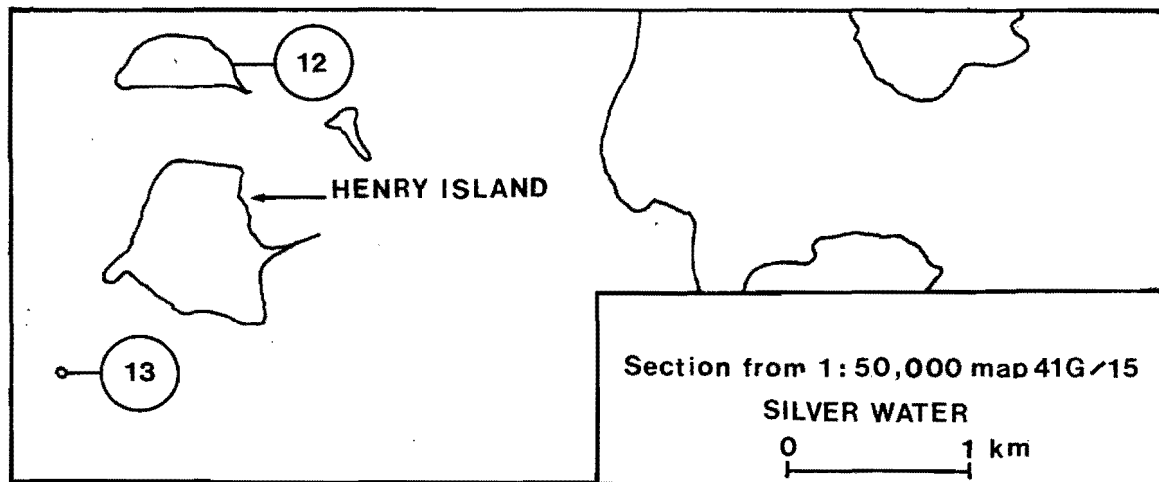 12
HENRY ISLAND
13
Section from 1:50,000 map 41G/15
SILVER WATER
0 1 km